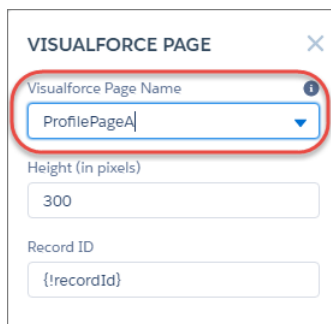 VISUALFORCE PAGE
Visualforce Page Name
ProfilePageA
Height (in pixels)
300
Record ID
{!recordId}